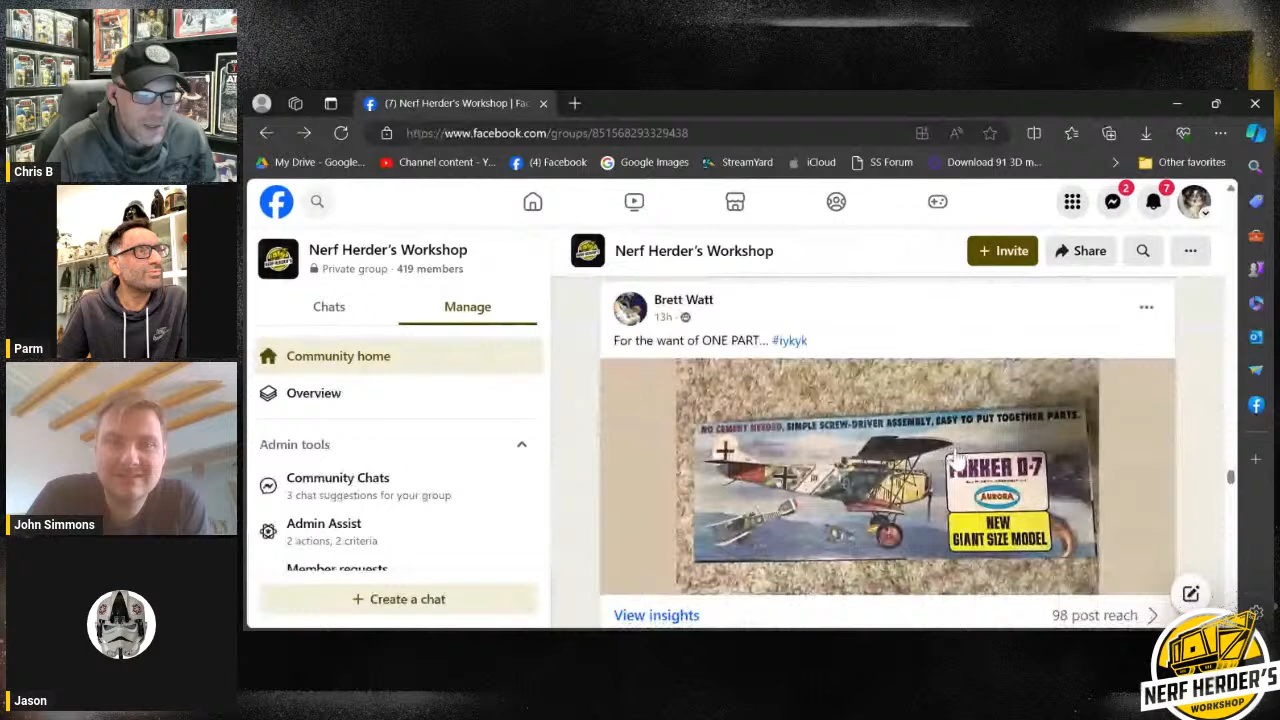 Chris B
Parm
John Simmons
Jason
(7) Nerf Herder's Workshop | Fac
https://www.facebook.com/groups/851568293329438
My Drive - Google...
Channel content - Y...
(4) Facebook
Google Images
StreamYard
iCloud
SS Forum
Download 91 3D m...
Other favorites
2
7
Nerf Herder's Workshop
Private group · 419 members
Chats
Manage
Community home
Overview
Admin tools
Community Chats
3 chat suggestions for your group
Admin Assist
2 actions, 2 criteria
Member requests
+ Create a chat
Nerf Herder's Workshop
+ Invite
Share
Brett Watt
13h
For the want of ONE PART... #iykyk
NO CEMENT NEEDED, SIMPLE SCREW-DRIVER ASSEMBLY, EASY TO PUT TOGETHER PARTS.
FOKKER D-7
AURORA
NEW
GIANT SIZE MODEL
View insights
98 post reach
NERF HERDER'S
WORKSHOP